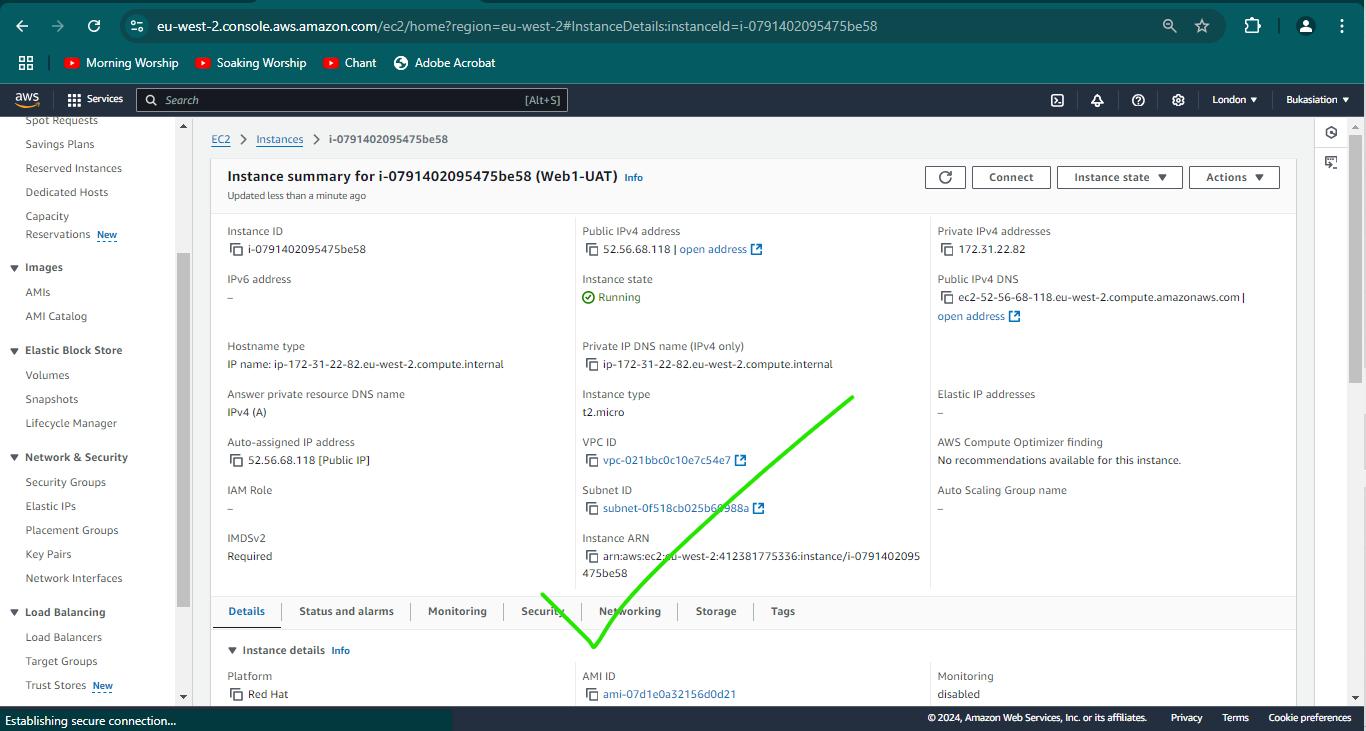 eu-west-2.console.aws.amazon.com/ec2/home?region=eu-west-2#InstanceDetails:instanceId=i-0791402095475be58
Morning Worship
Soaking Worship
Chant
Adobe Acrobat
aws
Services
Search
[Alt+S]
London
Bukasiation
Spot Requests
Savings Plans
Reserved Instances
Dedicated Hosts
Capacity
Reservations New
Images
AMIs
AMI Catalog
Elastic Block Store
Volumes
Snapshots
Lifecycle Manager
Network & Security
Security Groups
Elastic IPs
Placement Groups
Key Pairs
Network Interfaces
Load Balancing
Load Balancers
Target Groups
Trust Stores New
EC2 > Instances > i-0791402095475be58
Instance summary for i-0791402095475be58 (Web1-UAT) Info
Updated less than a minute ago
Connect
Instance state
Actions
Instance ID
i-0791402095475be58
Public IPv4 address
52.56.68.118 | open address
Private IPv4 addresses
172.31.22.82
IPv6 address
–
Instance state
Running
Public IPv4 DNS
ec2-52-56-68-118.eu-west-2.compute.amazonaws.com |
open address
Hostname type
IP name: ip-172-31-22-82.eu-west-2.compute.internal
Private IP DNS name (IPv4 only)
ip-172-31-22-82.eu-west-2.compute.internal
Answer private resource DNS name
IPv4 (A)
Instance type
t2.micro
Elastic IP addresses
–
Auto-assigned IP address
52.56.68.118 [Public IP]
VPC ID
vpc-021bbc0c10e7c54e7
AWS Compute Optimizer finding
No recommendations available for this instance.
IAM Role
–
Subnet ID
Auto Scaling Group name
–
IMDSv2
Required
Instance ARN
arn:aws:ec2:eu-west-2:412381775336:instance/i-0791402095
475be58
Details
Status and alarms
Monitoring
Security
Networking
Storage
Tags
Instance details Info
Platform
Red Hat
AMI ID
ami-07d1e0a32156d0d21
Monitoring
disabled
Establishing secure connection...
© 2024, Amazon Web Services, Inc. or its affiliates.
Privacy
Terms
Cookie preferences